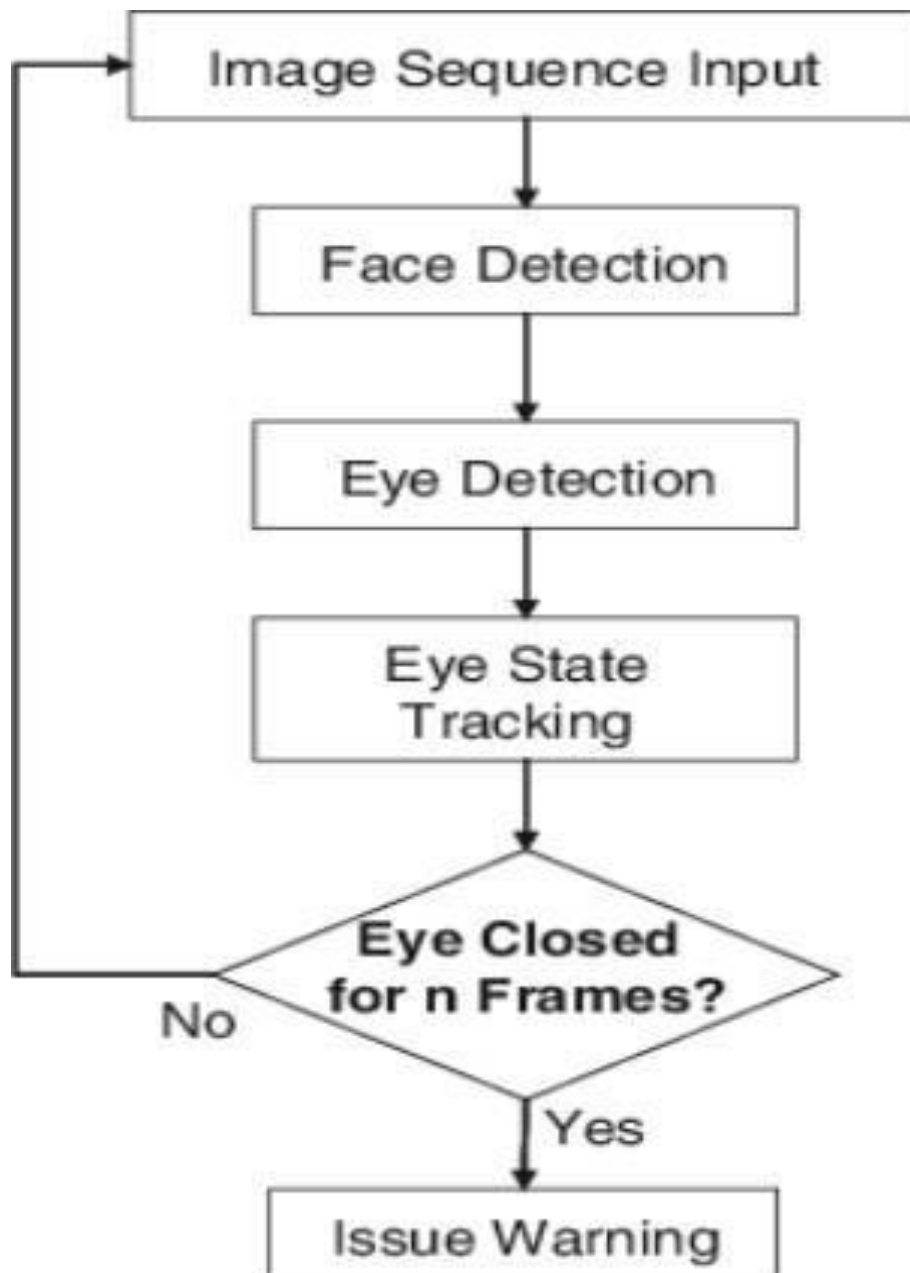 Image Sequence Input
Face Detection
Eye Detection
Eye State
Tracking
Eye Closed
for n Frames?
No
Yes
Issue Warning